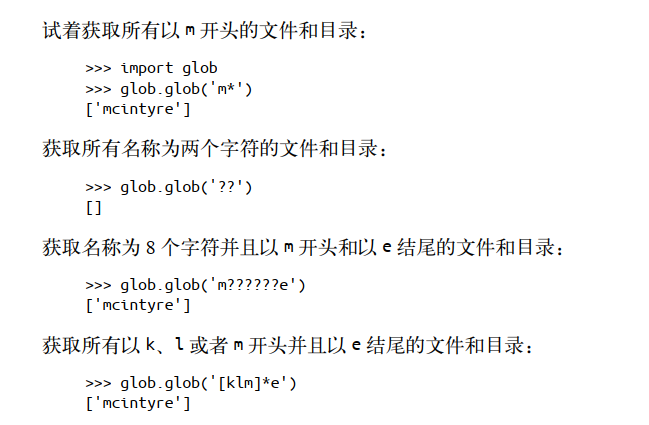 试着获取所有以 m 开头的文件和目录：
>>> import glob
>>> glob.glob('m*')
['mcintyre']
获取所有名称为两个字符的文件和目录：
>>> glob.glob('??')
[]
获取名称为 8 个字符并且以 m 开头和以 e 结尾的文件和目录：
>>> glob.glob('m??????e')
['mcintyre']
获取所有以 k、l 或者 m 开头并且以 e 结尾的文件和目录：
>>> glob.glob('[klm]*e')
['mcintyre']